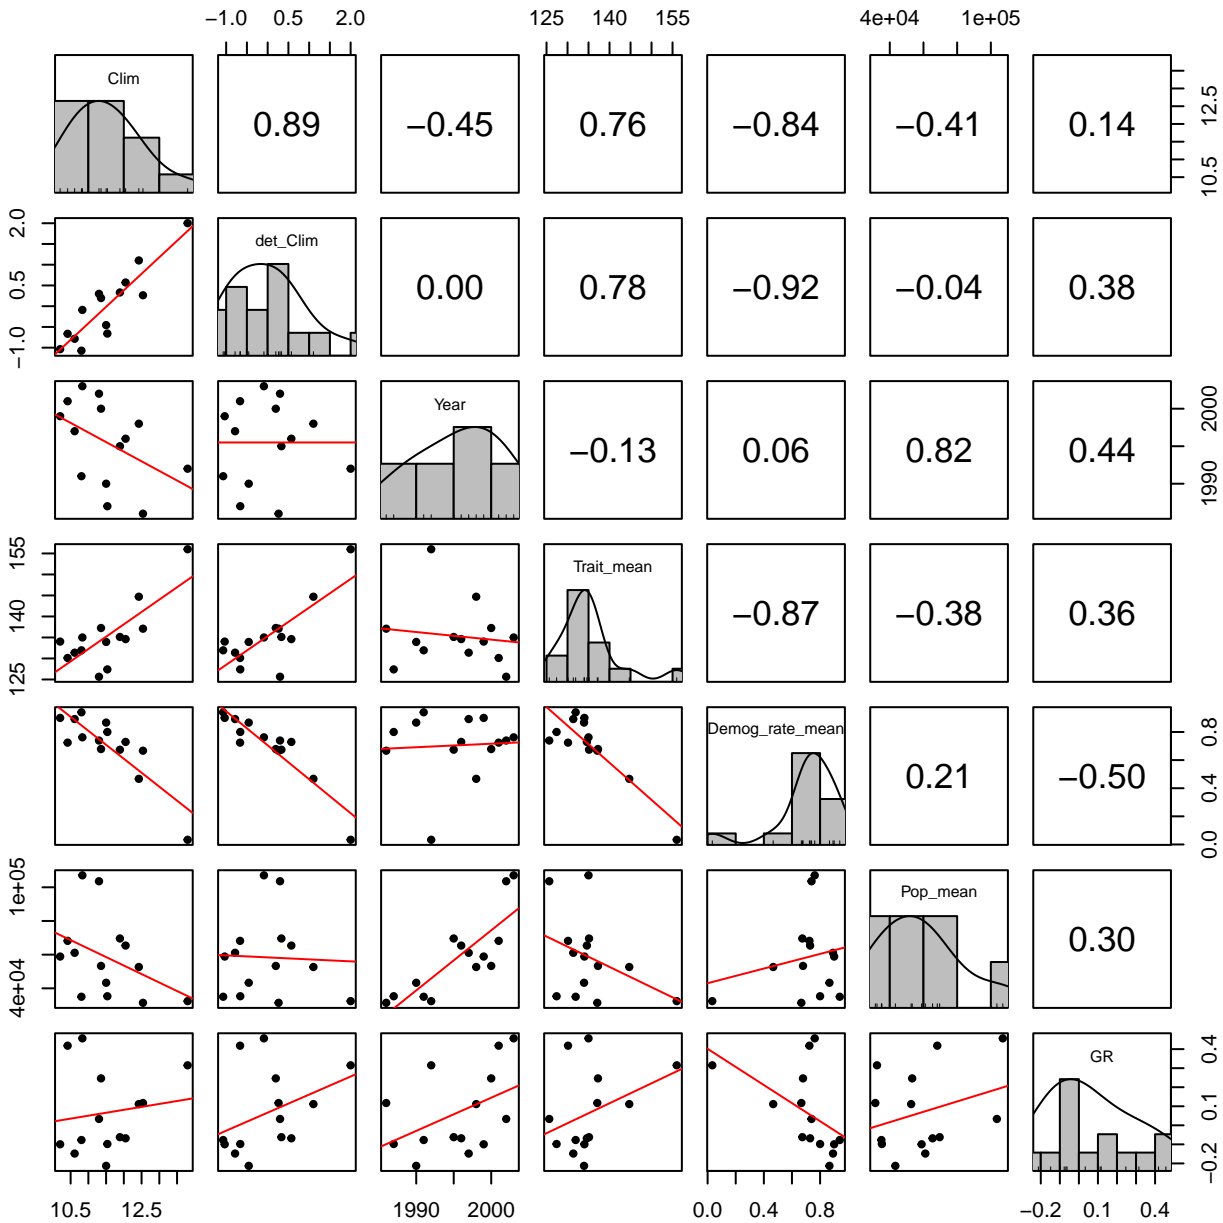 −1.0 0.5 2.0 125 140 155 4e+04 1e+05
Clim 0.89 −0.45 0.76 −0.84 −0.41 0.14 10.5 12.5
−1.0 0.5 2.0 det_Clim 0.00 0.78 −0.92 −0.04 0.38
Year −0.13 0.06 0.82 0.44 1990 2000
125 140 155 Trait_mean −0.87 −0.38 0.36
Demog_rate_mean 0.21 −0.50 0.0 0.4 0.8
4e+04 1e+05 Pop_mean 0.30
GR −0.2 0.1 0.4
10.5 12.5 1990 2000 0.0 0.4 0.8 −0.2 0.1 0.4